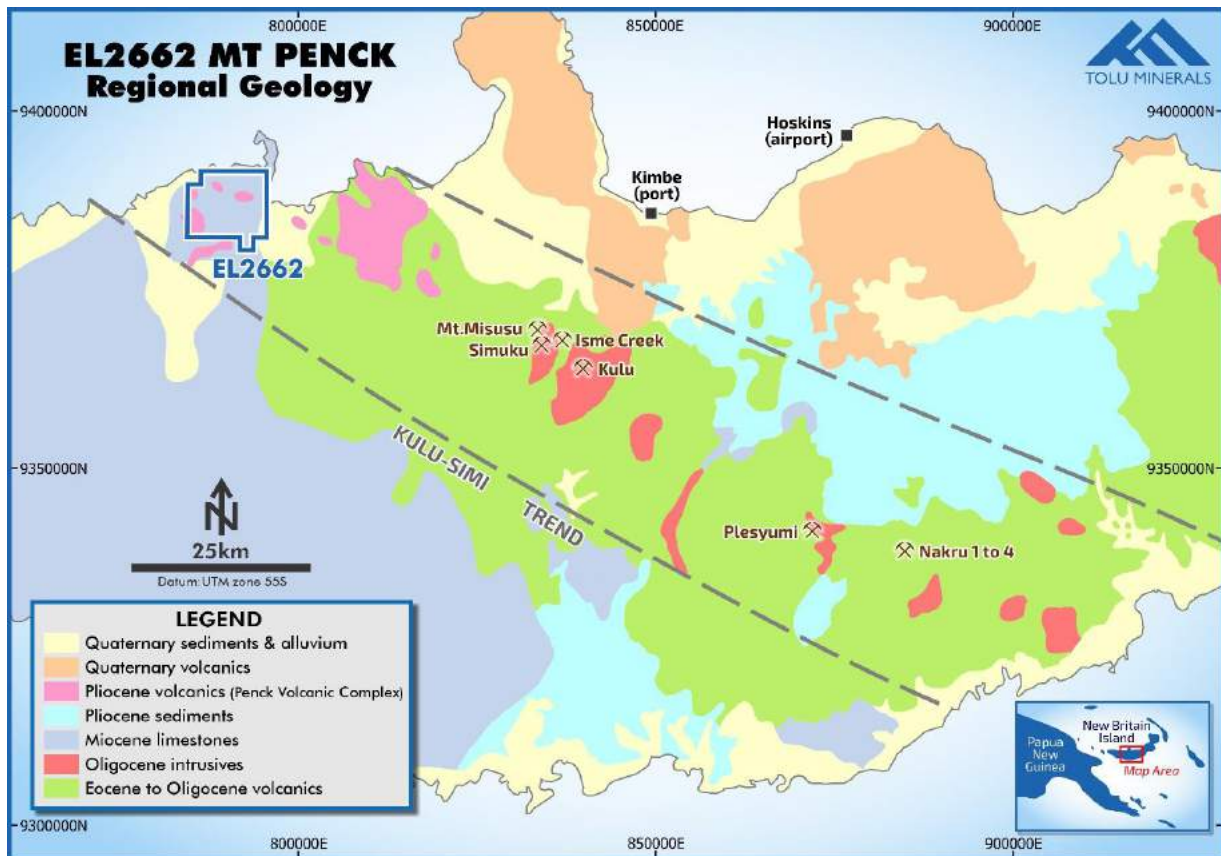 800000E
850000E
900000E
EL2662 MT PENCK
Regional Geology
TOLU MINERALS
9400000N
9400000N
Hoskins
(airport)
Kimbe
(port)
EL2662
Mt.Misusu
Simuku
Isme Creek
Kulu
KULU-SIMI
TREND
9350000N
9350000N
N
25km
Datum: UTM zone 55S
Plesyumi
Nakru 1 to 4
LEGEND
Quaternary sediments & alluvium
Quaternary volcanics
Pliocene volcanics (Penck Volcanic Complex)
Pliocene sediments
Miocene limestones
Oligocene intrusives
Eocene to Oligocene volcanics
New Britain
Island
Papua
New
Guinea
Map Area
9300000N
800000E
850000E
900000E